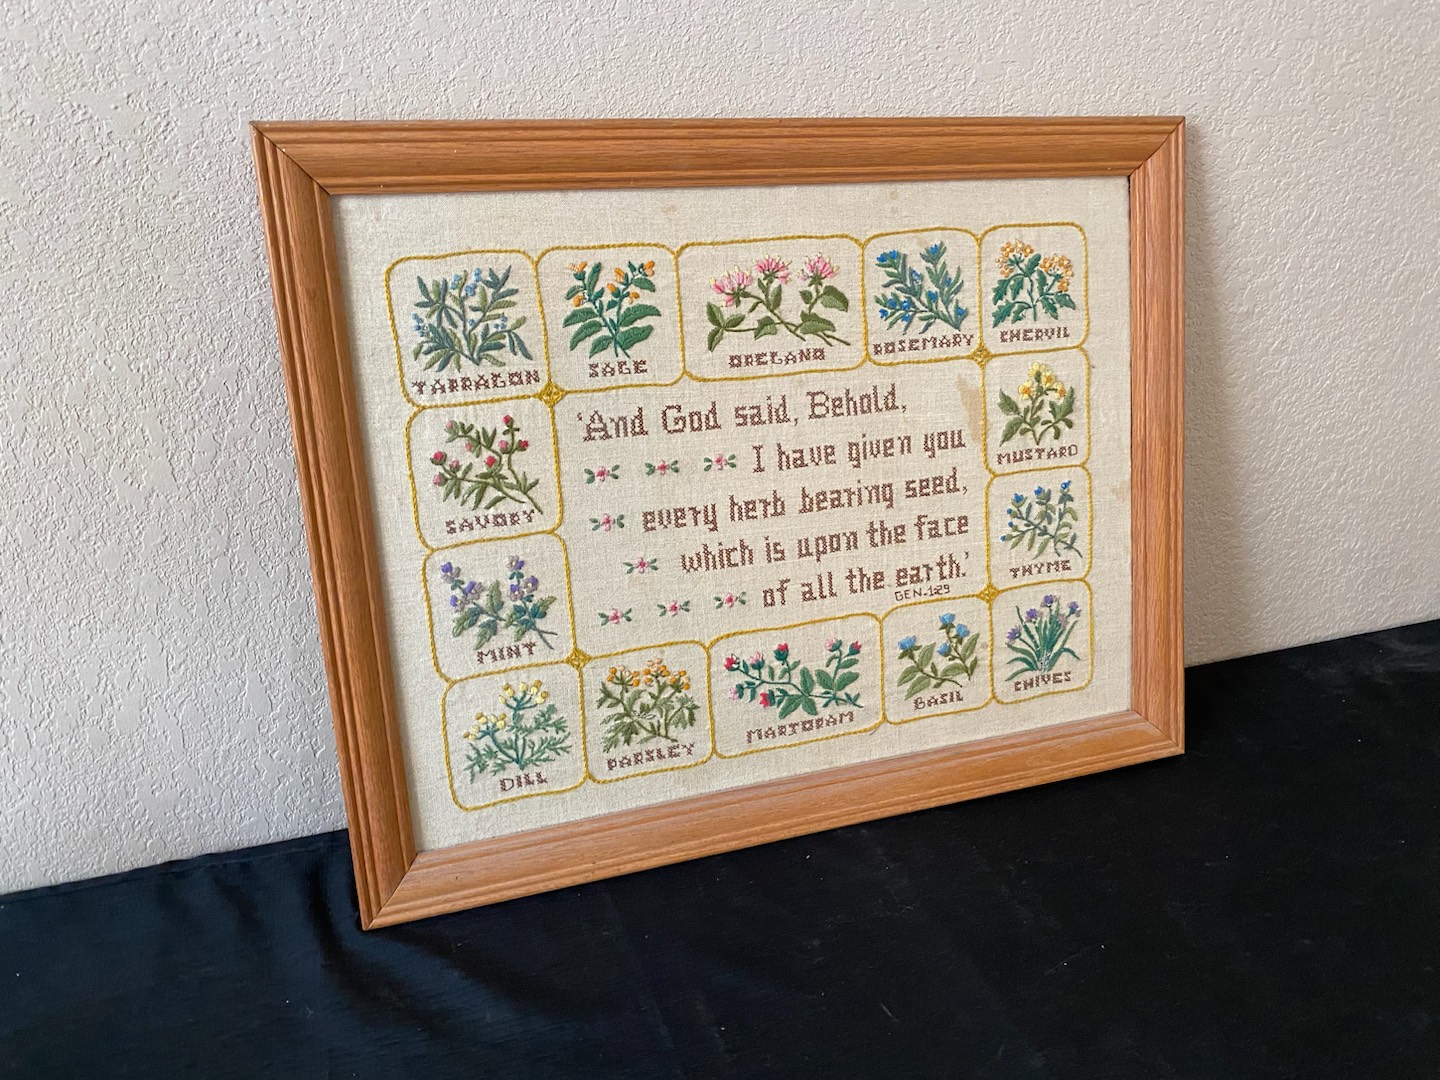 TARRAGON
SAGE
OREGANO
ROSEMARY
CHERVIL
'And God said, Behold,
I have given you
every herb bearing seed,
which is upon the face
of all the earth.'
GEN-1:29
SAVORY
MUSTARD
MINT
THYME
DILL
PARSLEY
MARJORAM
BASIL
CHIVES